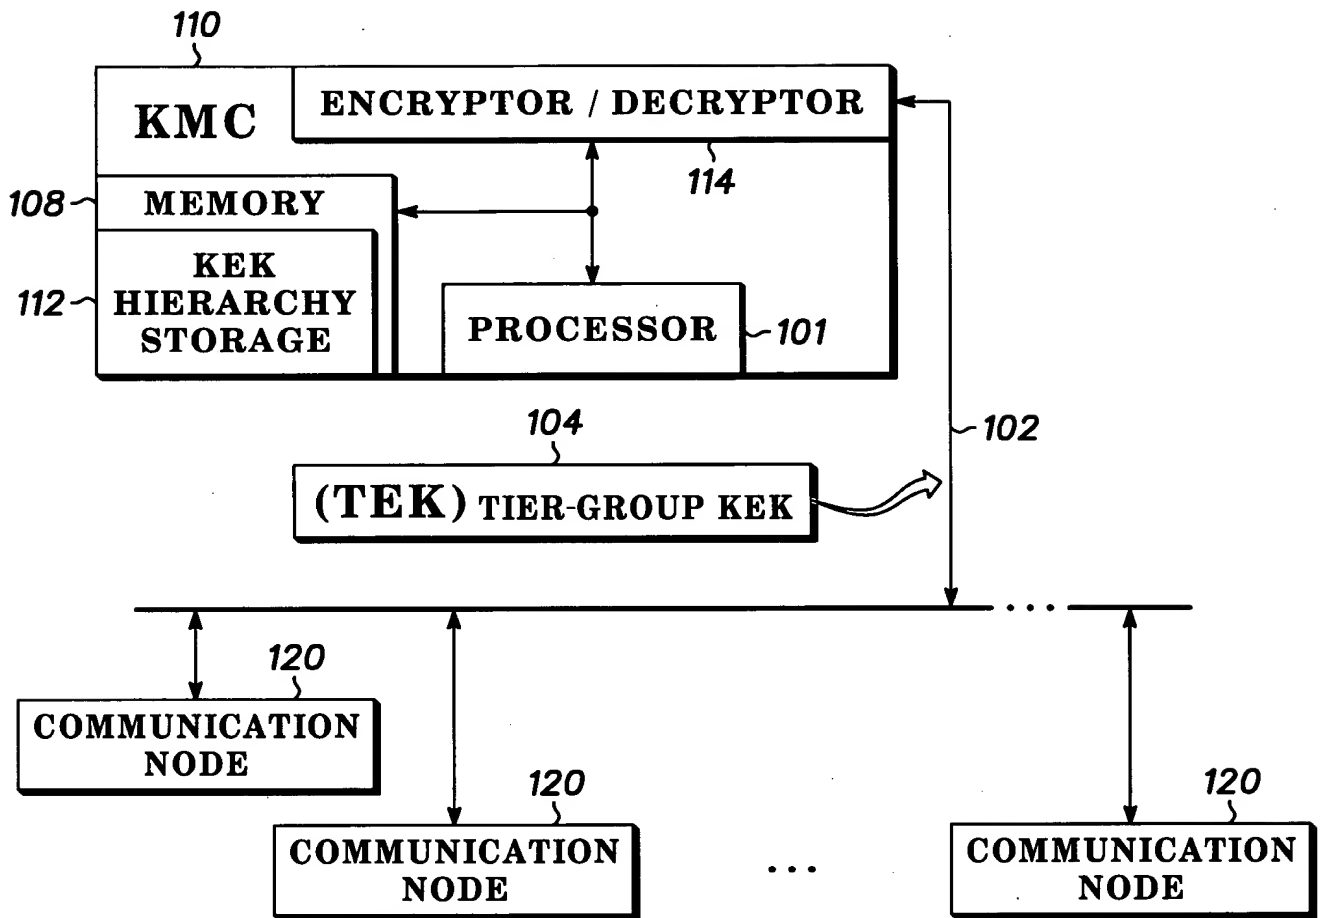 110
KMC
ENCRYPTOR / DECRYPTOR
114
108
MEMORY
112
KEK
HIERARCHY
STORAGE
PROCESSOR
101
104
(TEK) TIER-GROUP KEK
102
...
120
COMMUNICATION
NODE
120
COMMUNICATION
NODE
...
120
COMMUNICATION
NODE